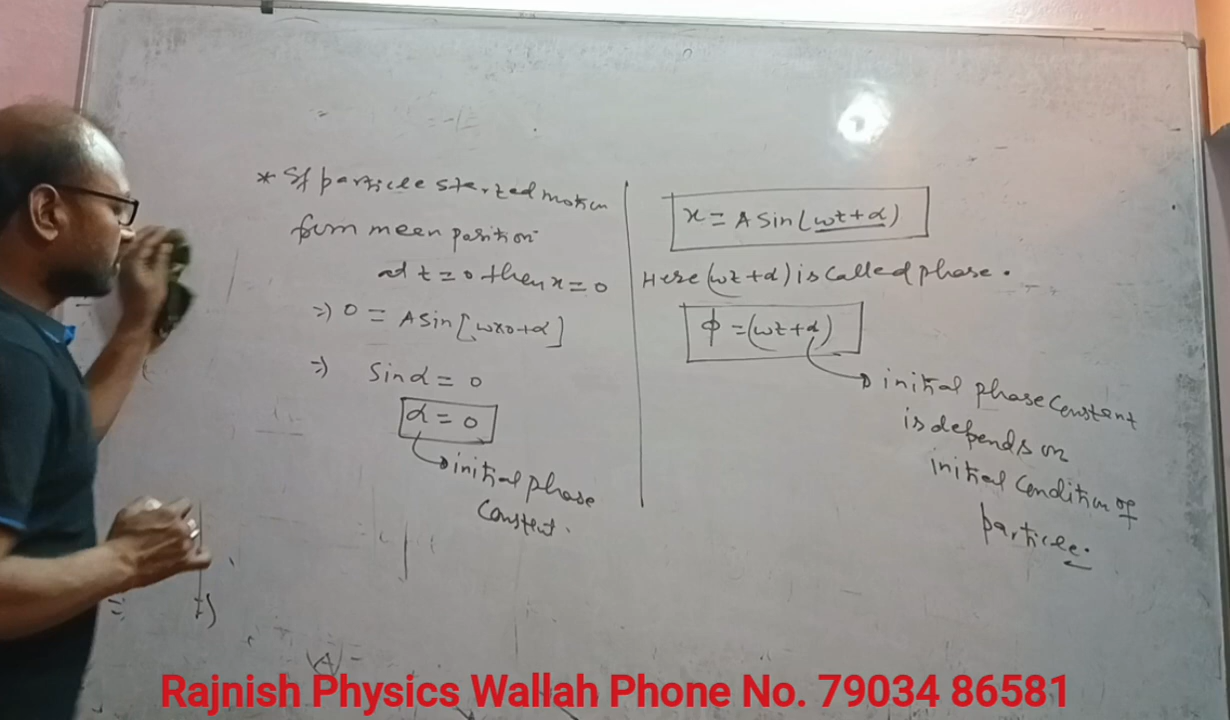 * If particle started motion
from mean position
at t = 0 then x = 0
=) 0 = A sin [ω×0+α]
=) Sin α = 0
α = 0
initial phase
Constent.
x = A Sin (ωt + α)
Here (ωt + α) is Called phase.
ϕ = (ωt + α)
initial phase Constant
is depends on
initial Condition of
particle.
(A) -
Rajnish Physics Wallah Phone No. 79034 86581